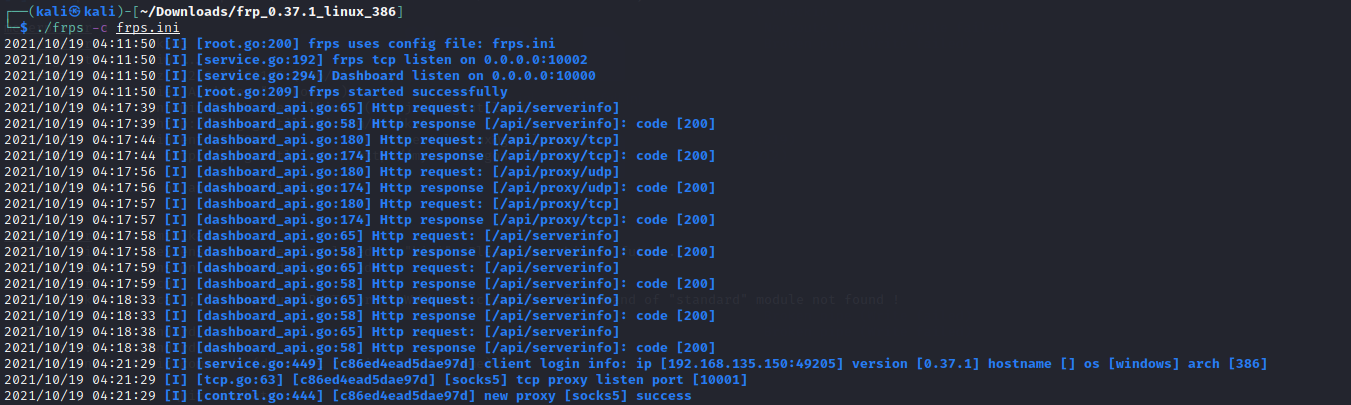 ┌──(kali㉿kali)-[~/Downloads/frp_0.37.1_linux_386]
└─$ ./frps -c frps.ini
2021/10/19 04:11:50 [I] [root.go:200] frps uses config file: frps.ini
2021/10/19 04:11:50 [I] [service.go:192] frps tcp listen on 0.0.0.0:10002
2021/10/19 04:11:50 [I] [service.go:294] Dashboard listen on 0.0.0.0:10000
2021/10/19 04:11:50 [I] [root.go:209] frps started successfully
2021/10/19 04:17:39 [I] [dashboard_api.go:65] Http request: [/api/serverinfo]
2021/10/19 04:17:39 [I] [dashboard_api.go:58] Http response [/api/serverinfo]: code [200]
2021/10/19 04:17:44 [I] [dashboard_api.go:180] Http request: [/api/proxy/tcp]
2021/10/19 04:17:44 [I] [dashboard_api.go:174] Http response [/api/proxy/tcp]: code [200]
2021/10/19 04:17:56 [I] [dashboard_api.go:180] Http request: [/api/proxy/udp]
2021/10/19 04:17:56 [I] [dashboard_api.go:174] Http response [/api/proxy/udp]: code [200]
2021/10/19 04:17:57 [I] [dashboard_api.go:180] Http request: [/api/proxy/tcp]
2021/10/19 04:17:57 [I] [dashboard_api.go:174] Http response [/api/proxy/tcp]: code [200]
2021/10/19 04:17:58 [I] [dashboard_api.go:65] Http request: [/api/serverinfo]
2021/10/19 04:17:58 [I] [dashboard_api.go:58] Http response [/api/serverinfo]: code [200]
2021/10/19 04:17:59 [I] [dashboard_api.go:65] Http request: [/api/serverinfo]
2021/10/19 04:17:59 [I] [dashboard_api.go:58] Http response [/api/serverinfo]: code [200]
2021/10/19 04:18:33 [I] [dashboard_api.go:65] Http request: [/api/serverinfo]
2021/10/19 04:18:33 [I] [dashboard_api.go:58] Http response [/api/serverinfo]: code [200]
2021/10/19 04:18:38 [I] [dashboard_api.go:65] Http request: [/api/serverinfo]
2021/10/19 04:18:38 [I] [dashboard_api.go:58] Http response [/api/serverinfo]: code [200]
2021/10/19 04:21:29 [I] [service.go:449] [c86ed4ead5dae97d] client login info: ip [192.168.135.150:49205] version [0.37.1] hostname [] os [windows] arch [386]
2021/10/19 04:21:29 [I] [tcp.go:63] [c86ed4ead5dae97d] [socks5] tcp proxy listen port [10001]
2021/10/19 04:21:29 [I] [control.go:444] [c86ed4ead5dae97d] new proxy [socks5] success